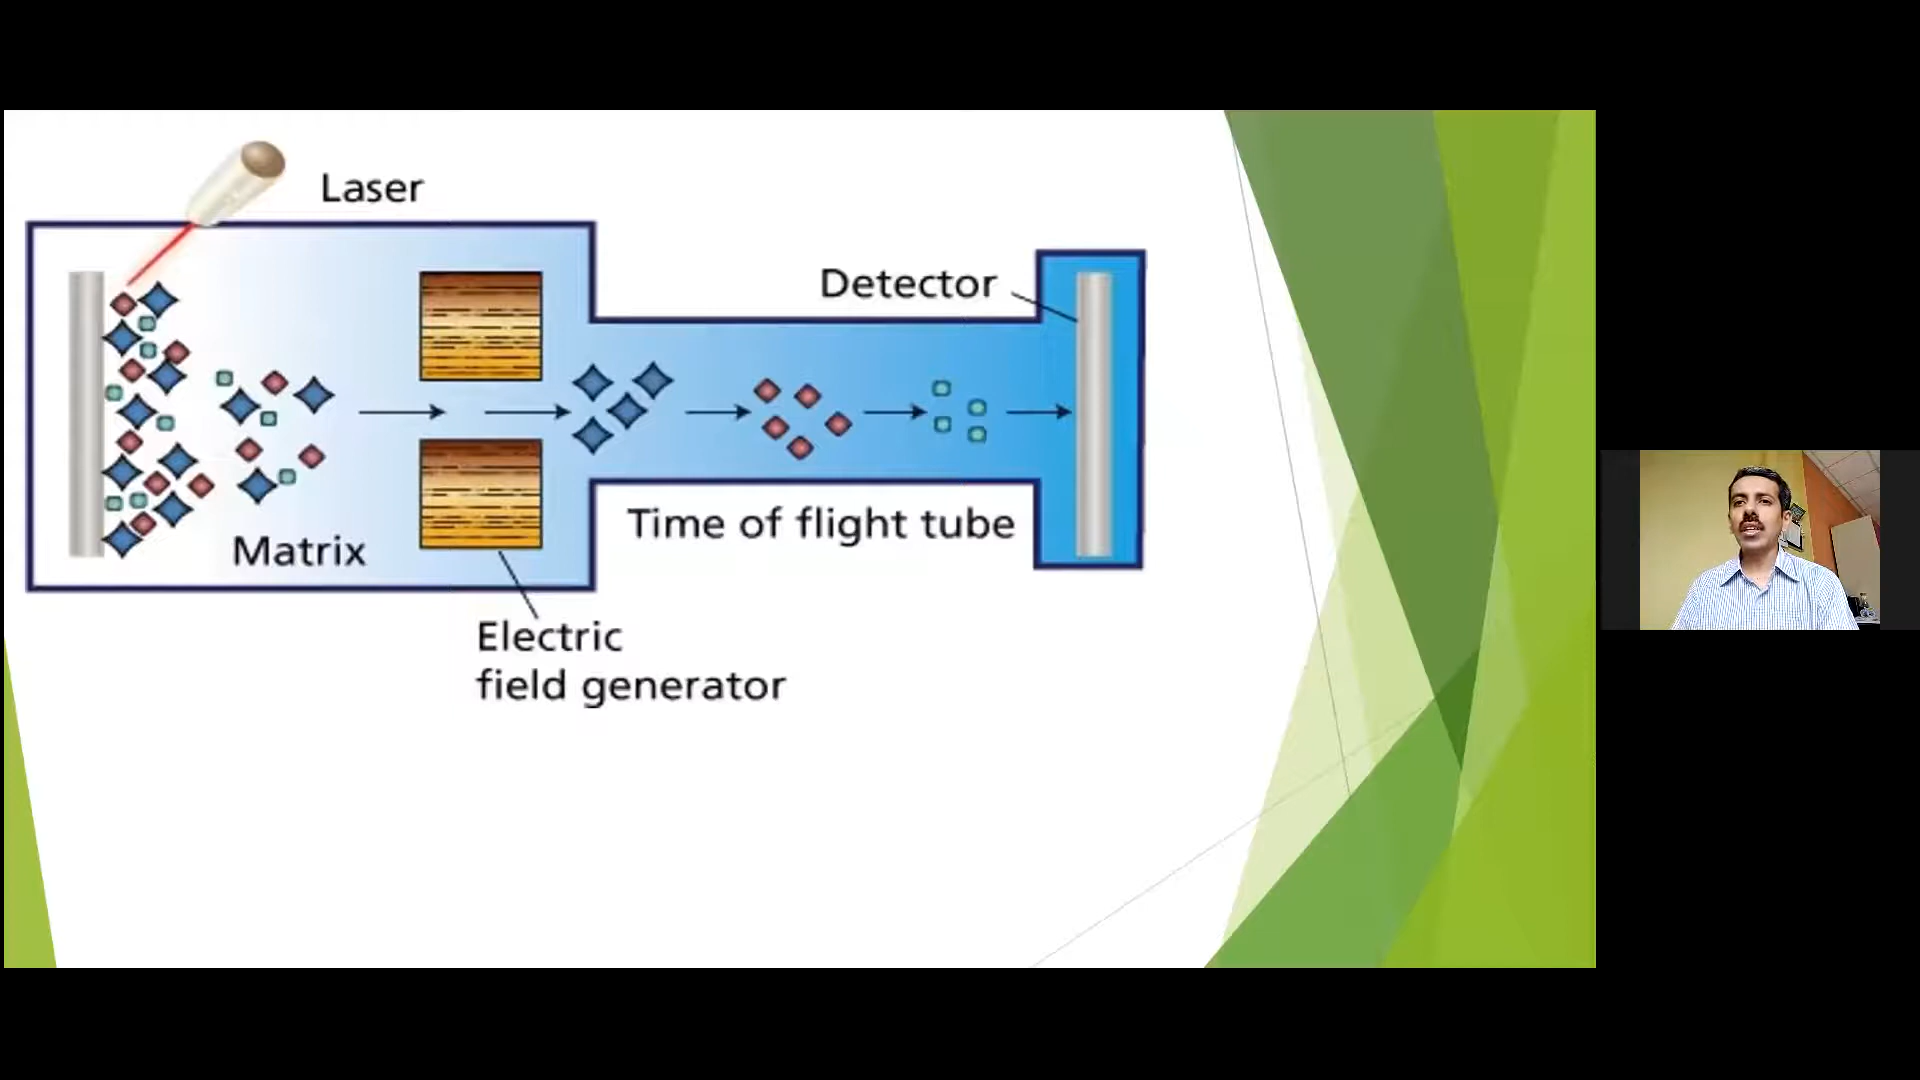 Laser
Detector
Time of flight tube
Matrix
Electric
field generator